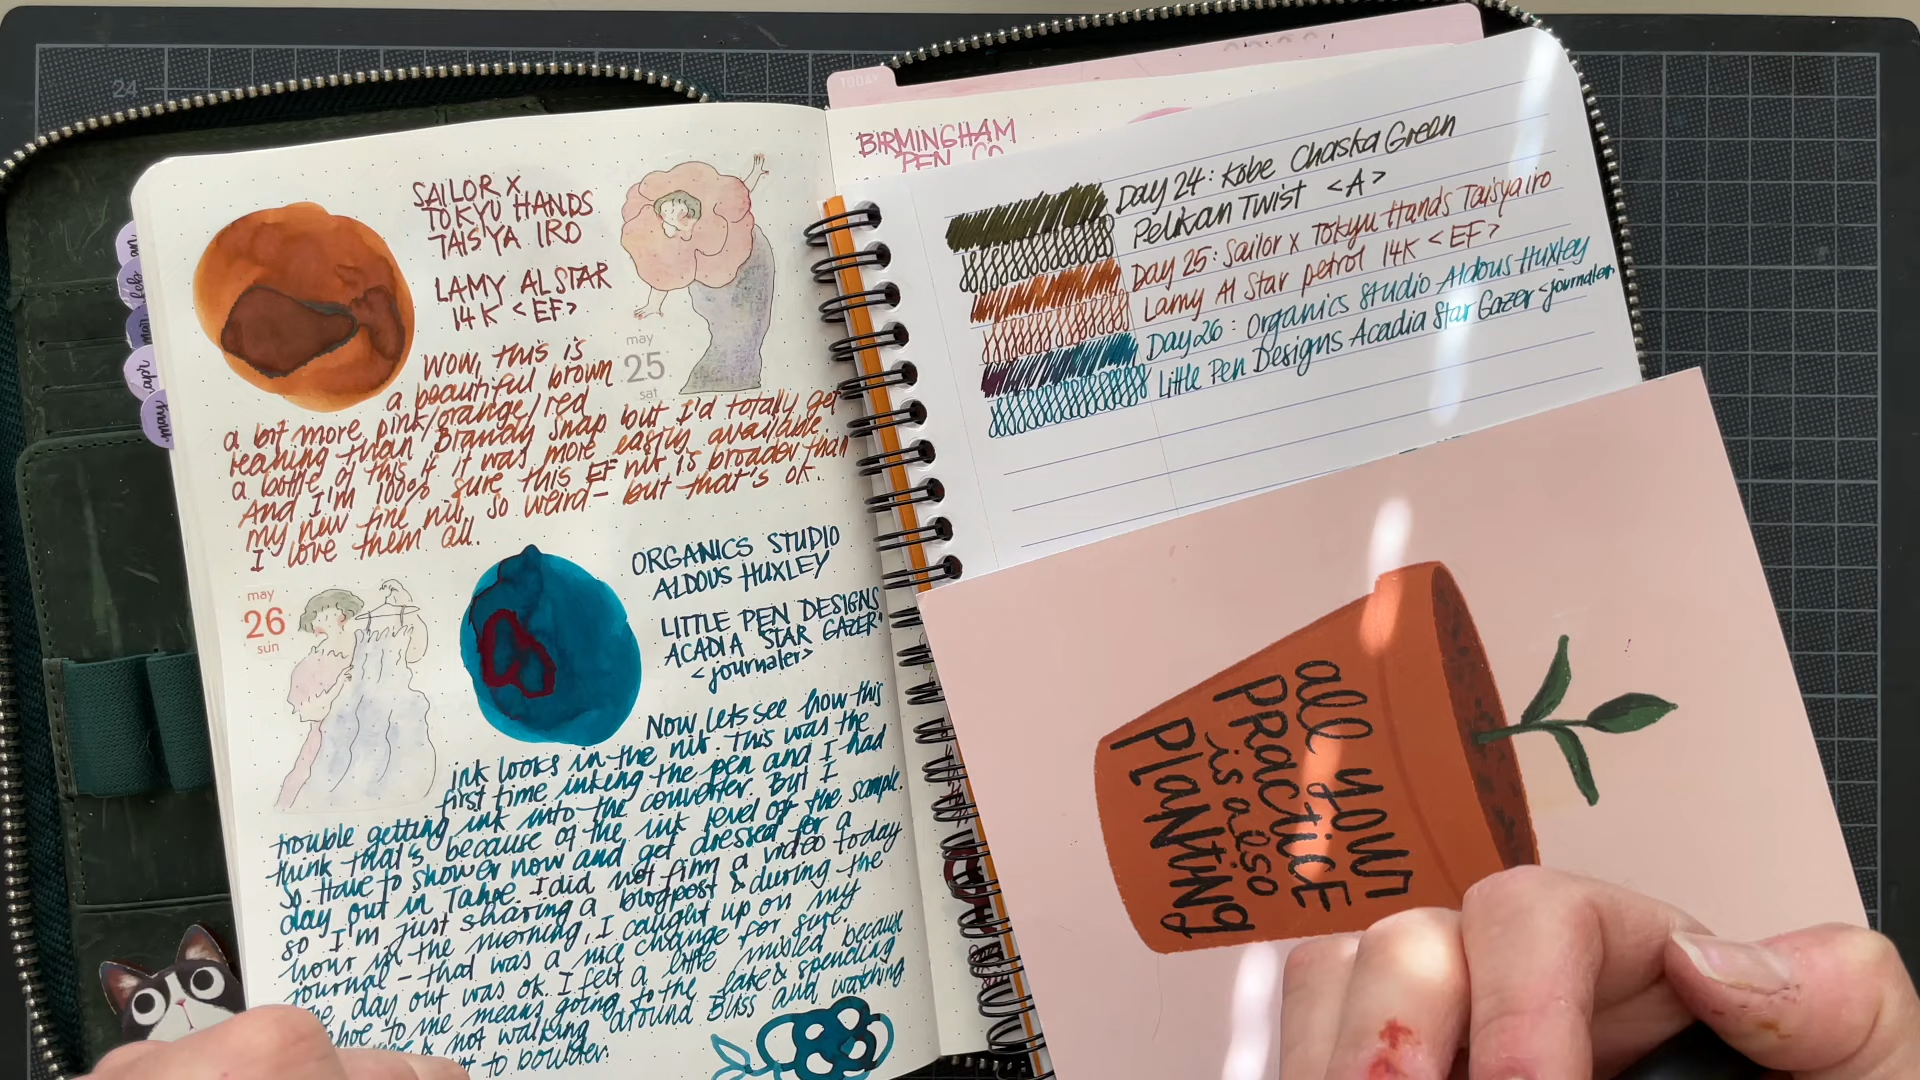 24
TODAY
jan
feb
mar
apr
may
SAILOR X
TOKYU HANDS
TAISYA IRO
LAMY AL STAR
14K <EF>
may
25
sat
WOW, this is
a beautiful brown
a bit more pink/orange/red
leaning than Brandy Snap but I'd totally get
a bottle of this if it was more easily available.
And I'm 100% sure this EF nib is broader than
my new fine nib, so weird - but that's ok.
I love them all.
may
26
sun
ORGANICS STUDIO
ALDOUS HUXLEY
LITTLE PEN DESIGNS
ACADIA STAR GAZER
<journaler>
Now lets see how this
ink looks in the nib. This was the
first time inking the pen and I had
trouble getting ink into the converter. But I
think that's because of the ink level of the sample.
So. Have to shower now and get dressed for a
day out in Tahoe. I did not film a video today
so I'm just sharing a blogpost & during the
hour in the morning, I caught up on my
journal - that was a nice change for sure.
The day out was ok. I felt a little misled because
Tahoe to me means going to the lake & spending
& not walking around Bliss and watching
to boulder.
BIRMINGHAM
PEN CO
Day 24: Kobe Chaska Green
Pelikan Twist <A>
Day 25: Sailor x Tokyu Hands Taisya iro
Lamy Al Star petrol 14K <EF>
Day 26: Organics Studio Aldous Huxley
Little Pen Designs Acadia Star Gazer <journaler>
all your
PRACTICE
is also
PLANTING